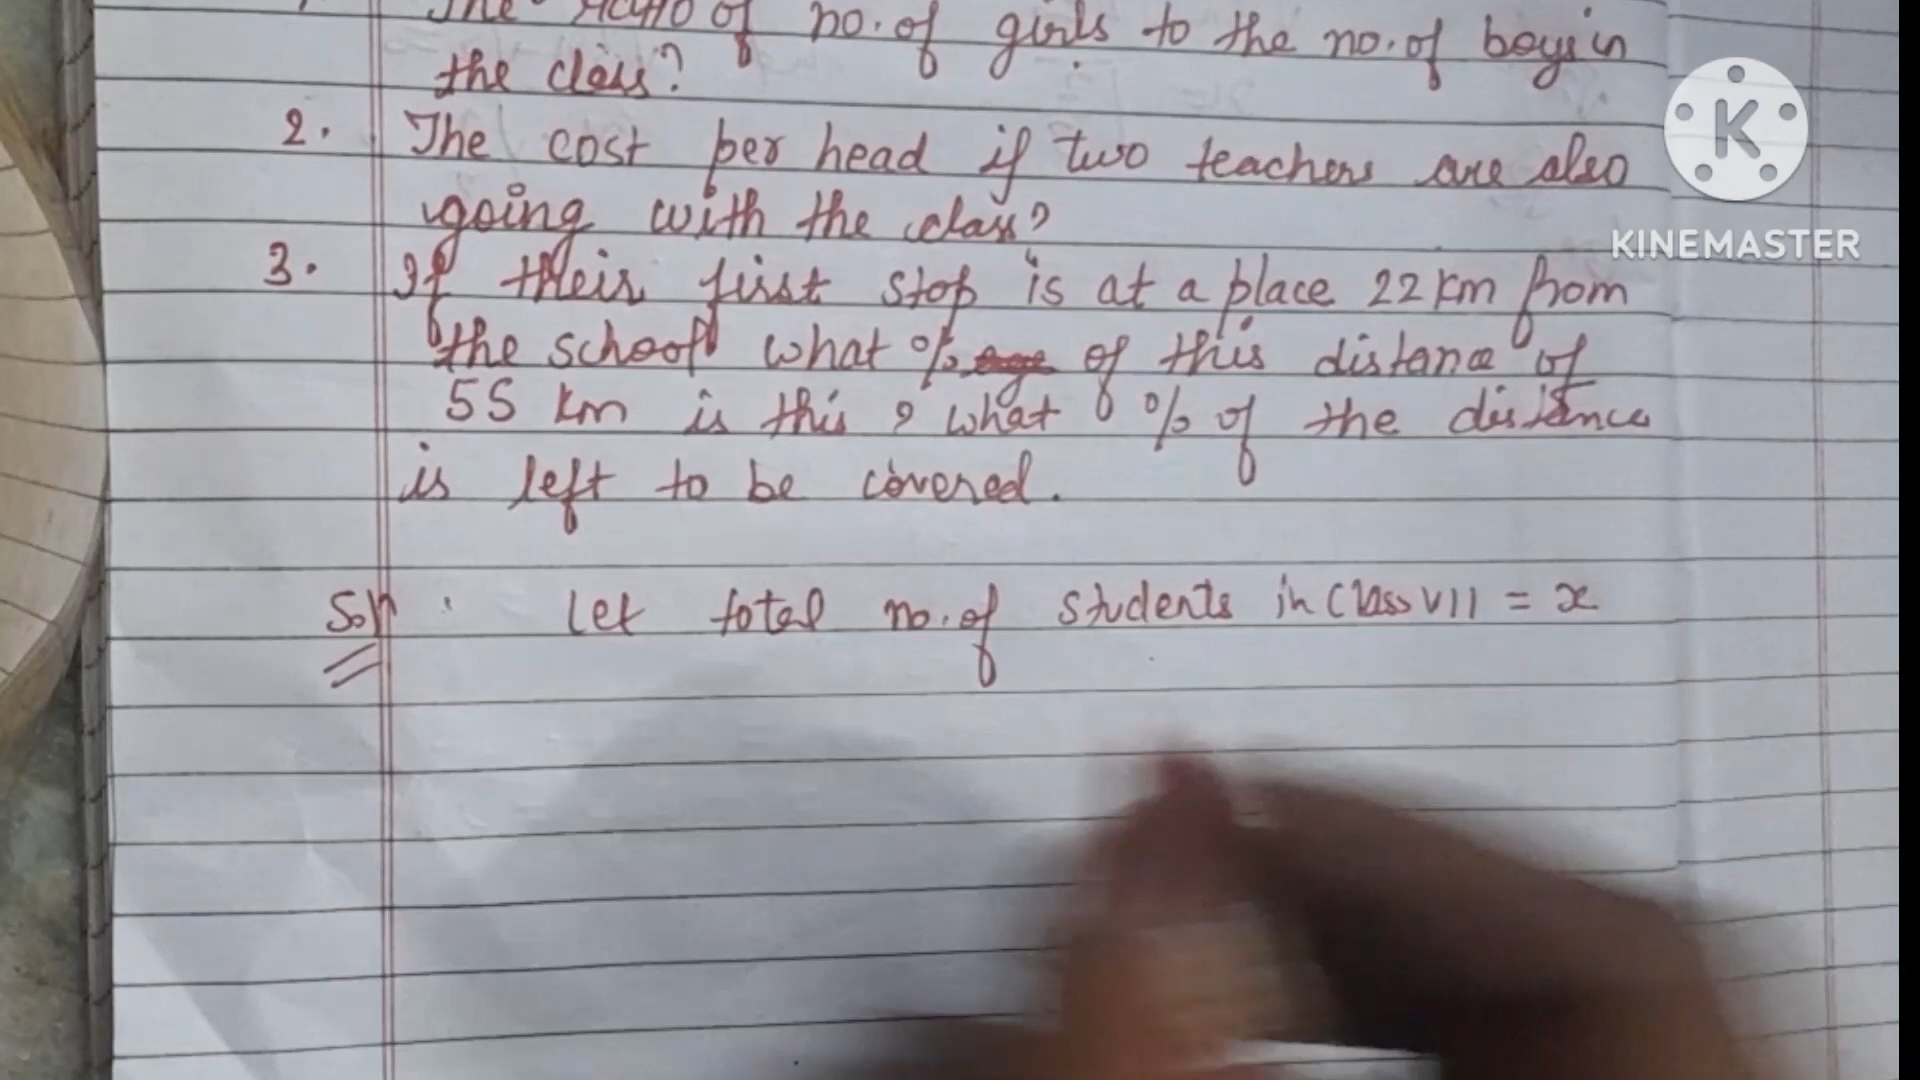 The ratio of no. of girls to the no. of boys in
the class?
2. The cost per head if two teachers are also
going with the class?
3. If their first stop is at a place 22 km from
the school what % of this distance of
55 km is this? what % of the distance
is left to be covered.
Soln: Let total no. of students in Class VII = x
K
KINEMASTER